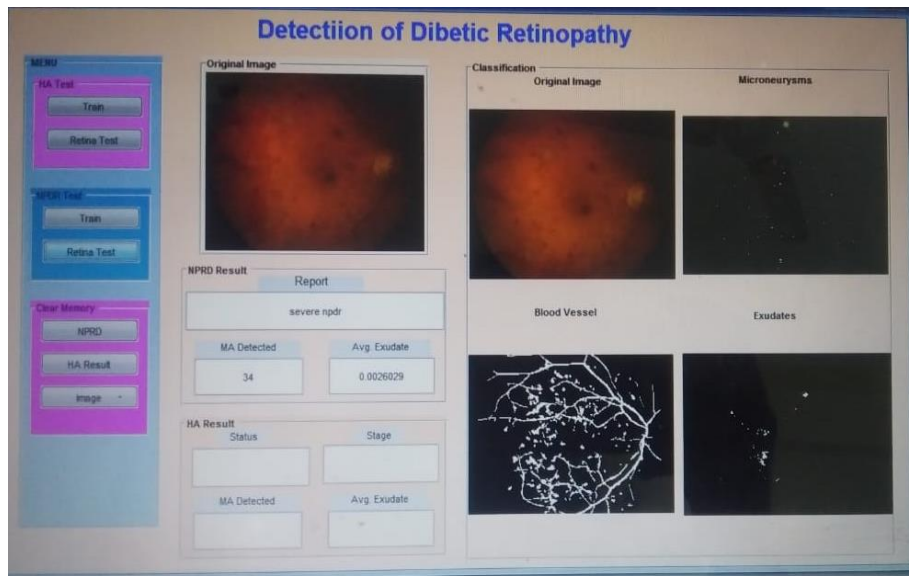 Detectiion of Dibetic Retinopathy
MENU
HA Test
Train
Retina Test
NPDR Test
Train
Retina Test
Clear Memory
NPRD
HA Result
Image
Original Image
NPRD Result
Report
severe npdr
MA Detected
Avg. Exudate
34
0.0026029
HA Result
Status
Stage
MA Detected
Avg. Exudate
Classification
Original Image
Microneurysms
Blood Vessel
Exudates